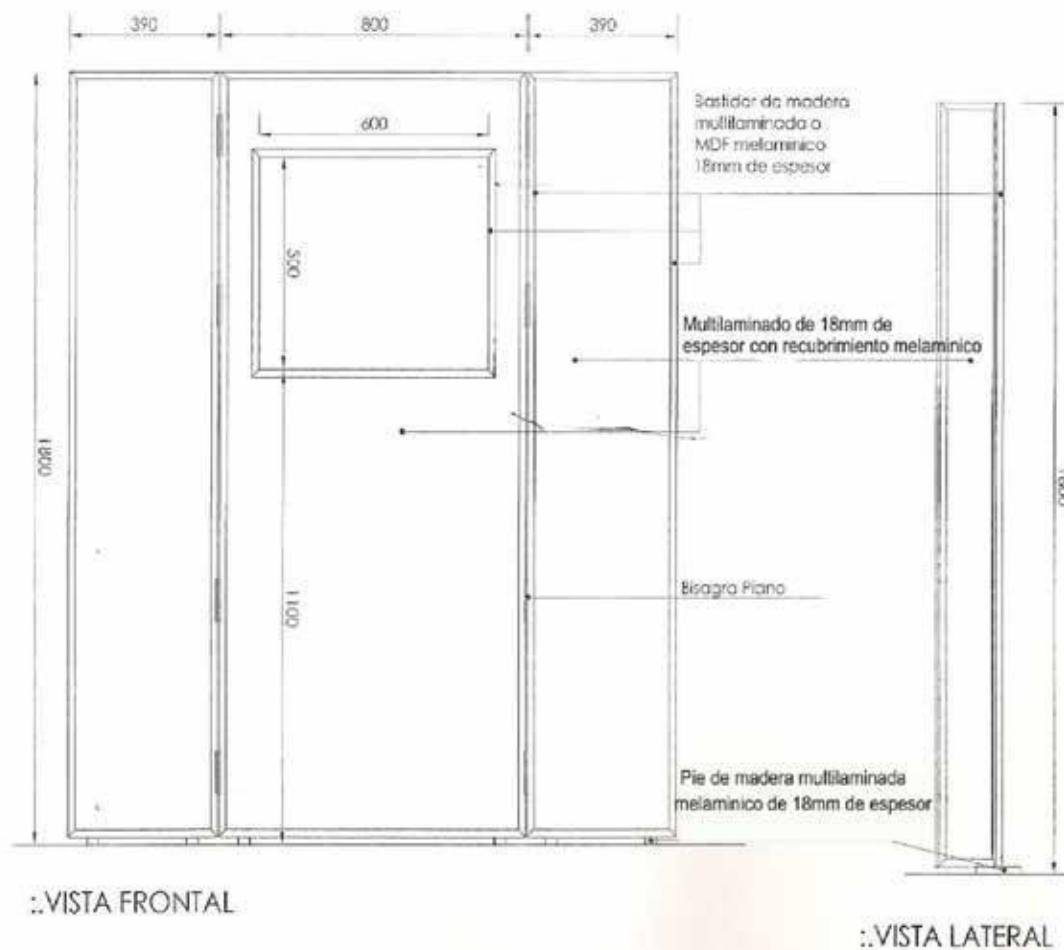 390
800
390
600
Bastidor de madera
multilaminada o
MDF melaminico
18mm de espesor
500
Multilaminado de 18mm de
espesor con recubrimiento melaminico
1800
1800
1100
Bisagra Piano
Pie de madera multilaminada
melaminico de 18mm de espesor
:.VISTA FRONTAL
:.VISTA LATERAL